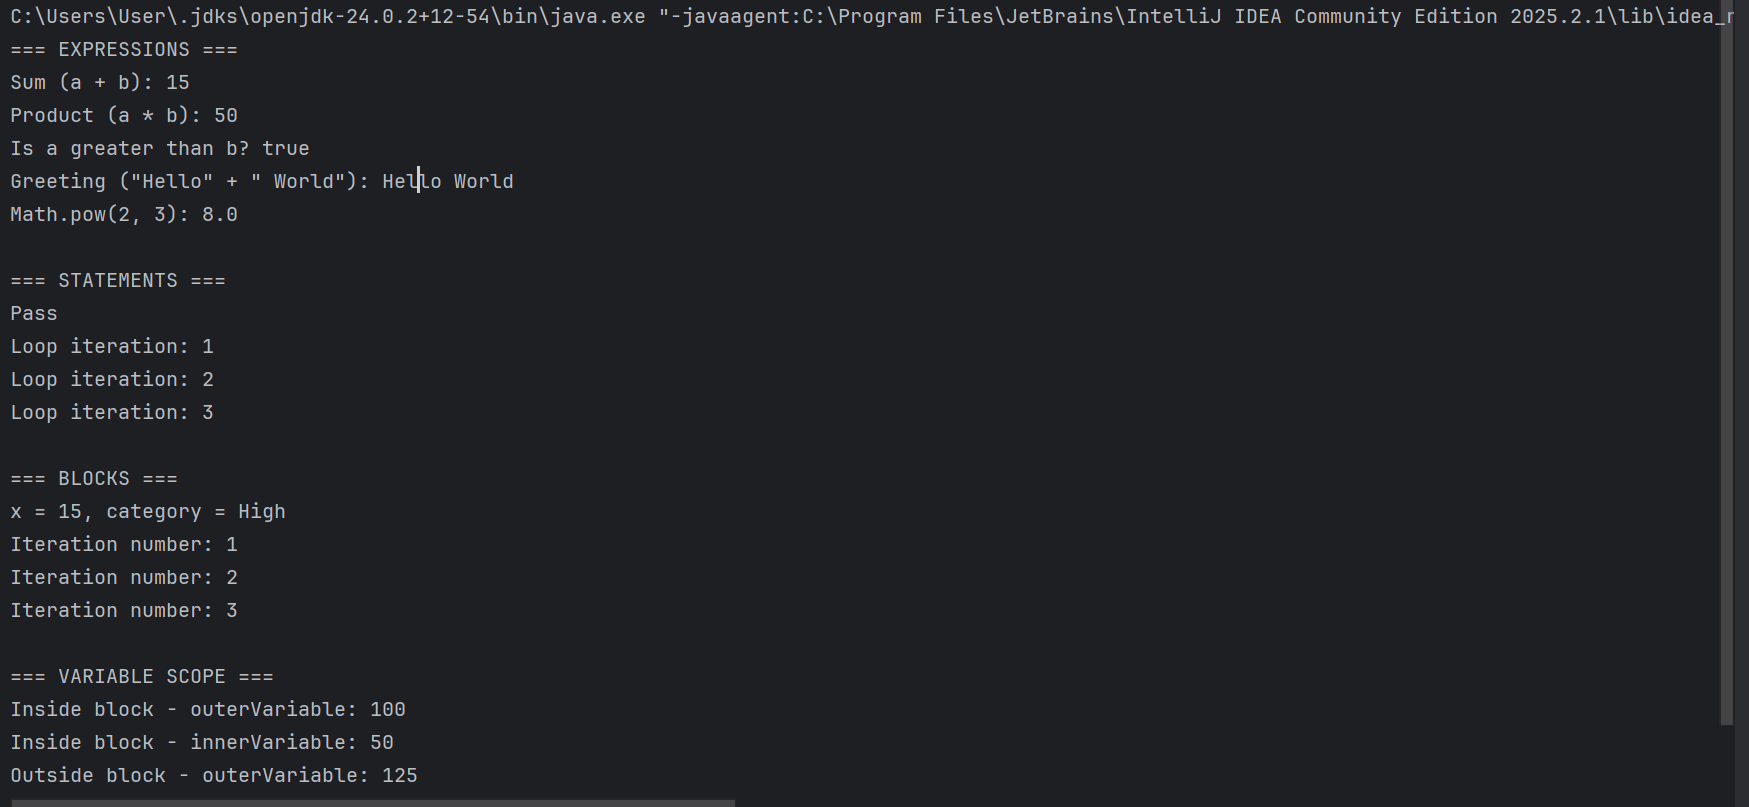 C:\Users\User\.jdks\openjdk-24.0.2+12-54\bin\java.exe "-javaagent:C:\Program Files\JetBrains\IntelliJ IDEA Community Edition 2025.2.1\lib\idea_r
=== EXPRESSIONS ===
Sum (a + b): 15
Product (a * b): 50
Is a greater than b? true
Greeting ("Hello" + " World"): Hello World
Math.pow(2, 3): 8.0
=== STATEMENTS ===
Pass
Loop iteration: 1
Loop iteration: 2
Loop iteration: 3
=== BLOCKS ===
x = 15, category = High
Iteration number: 1
Iteration number: 2
Iteration number: 3
=== VARIABLE SCOPE ===
Inside block - outerVariable: 100
Inside block - innerVariable: 50
Outside block - outerVariable: 125